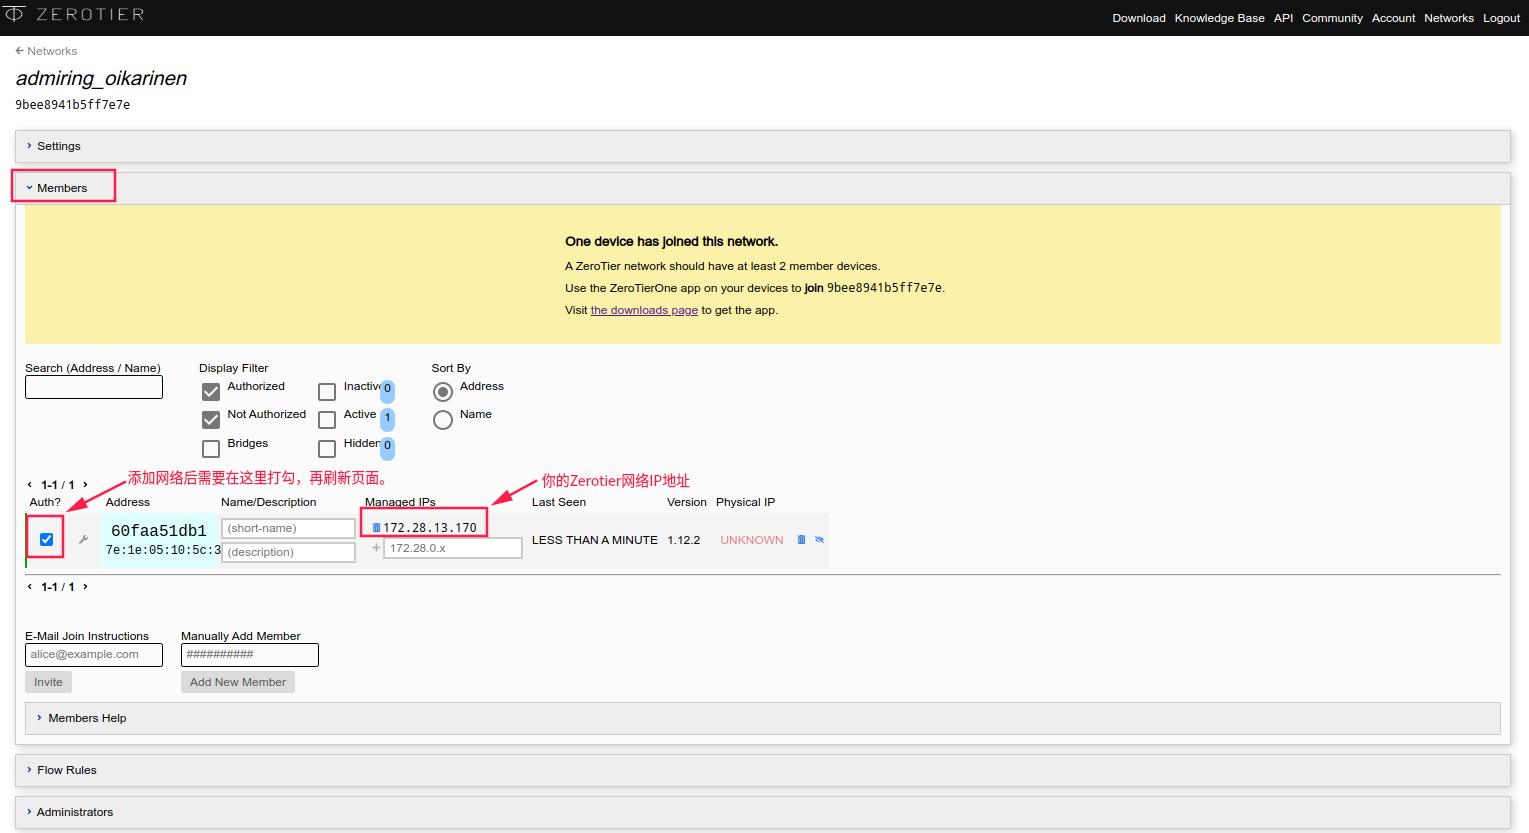 ZEROTIER
Download Knowledge Base API Community Account Networks Logout
Networks
admiring_oikarinen
9bee8941b5ff7e7e
Settings
Members
One device has joined this network.
A ZeroTier network should have at least 2 member devices.
Use the ZeroTierOne app on your devices to join 9bee8941b5ff7e7e.
Visit the downloads page to get the app.
Search (Address / Name) Display Filter Sort By
Authorized Inactive 0 Address
Not Authorized Active 1 Name
Bridges Hidden 0
添加网络后需要在这里打勾，再刷新页面。 你的Zerotier网络IP地址
‹ 1-1 / 1 ›
Auth? Address Name/Description Managed IPs Last Seen Version Physical IP
60faa51db1 (short-name) 172.28.13.170
LESS THAN A MINUTE 1.12.2 UNKNOWN
7e:1e:05:10:5c:3 (description) + 172.28.0.x
‹ 1-1 / 1 ›
E-Mail Join Instructions Manually Add Member
alice@example.com ##########
Invite Add New Member
Members Help
Flow Rules
Administrators